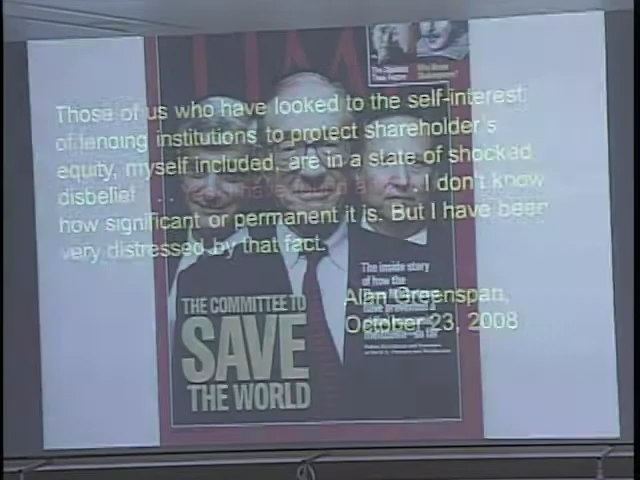 TIM
Those of us who have looked to the self-interest
of lending institutions to protect shareholder's
equity, myself included, are in a state of shocked
disbelief ... I don't know
how significant or permanent it is. But I have been
very distressed by that fact.
The inside story
of how the
Alan Greenspan,
October 23, 2008
THE COMMITTEE TO
SAVE
THE WORLD